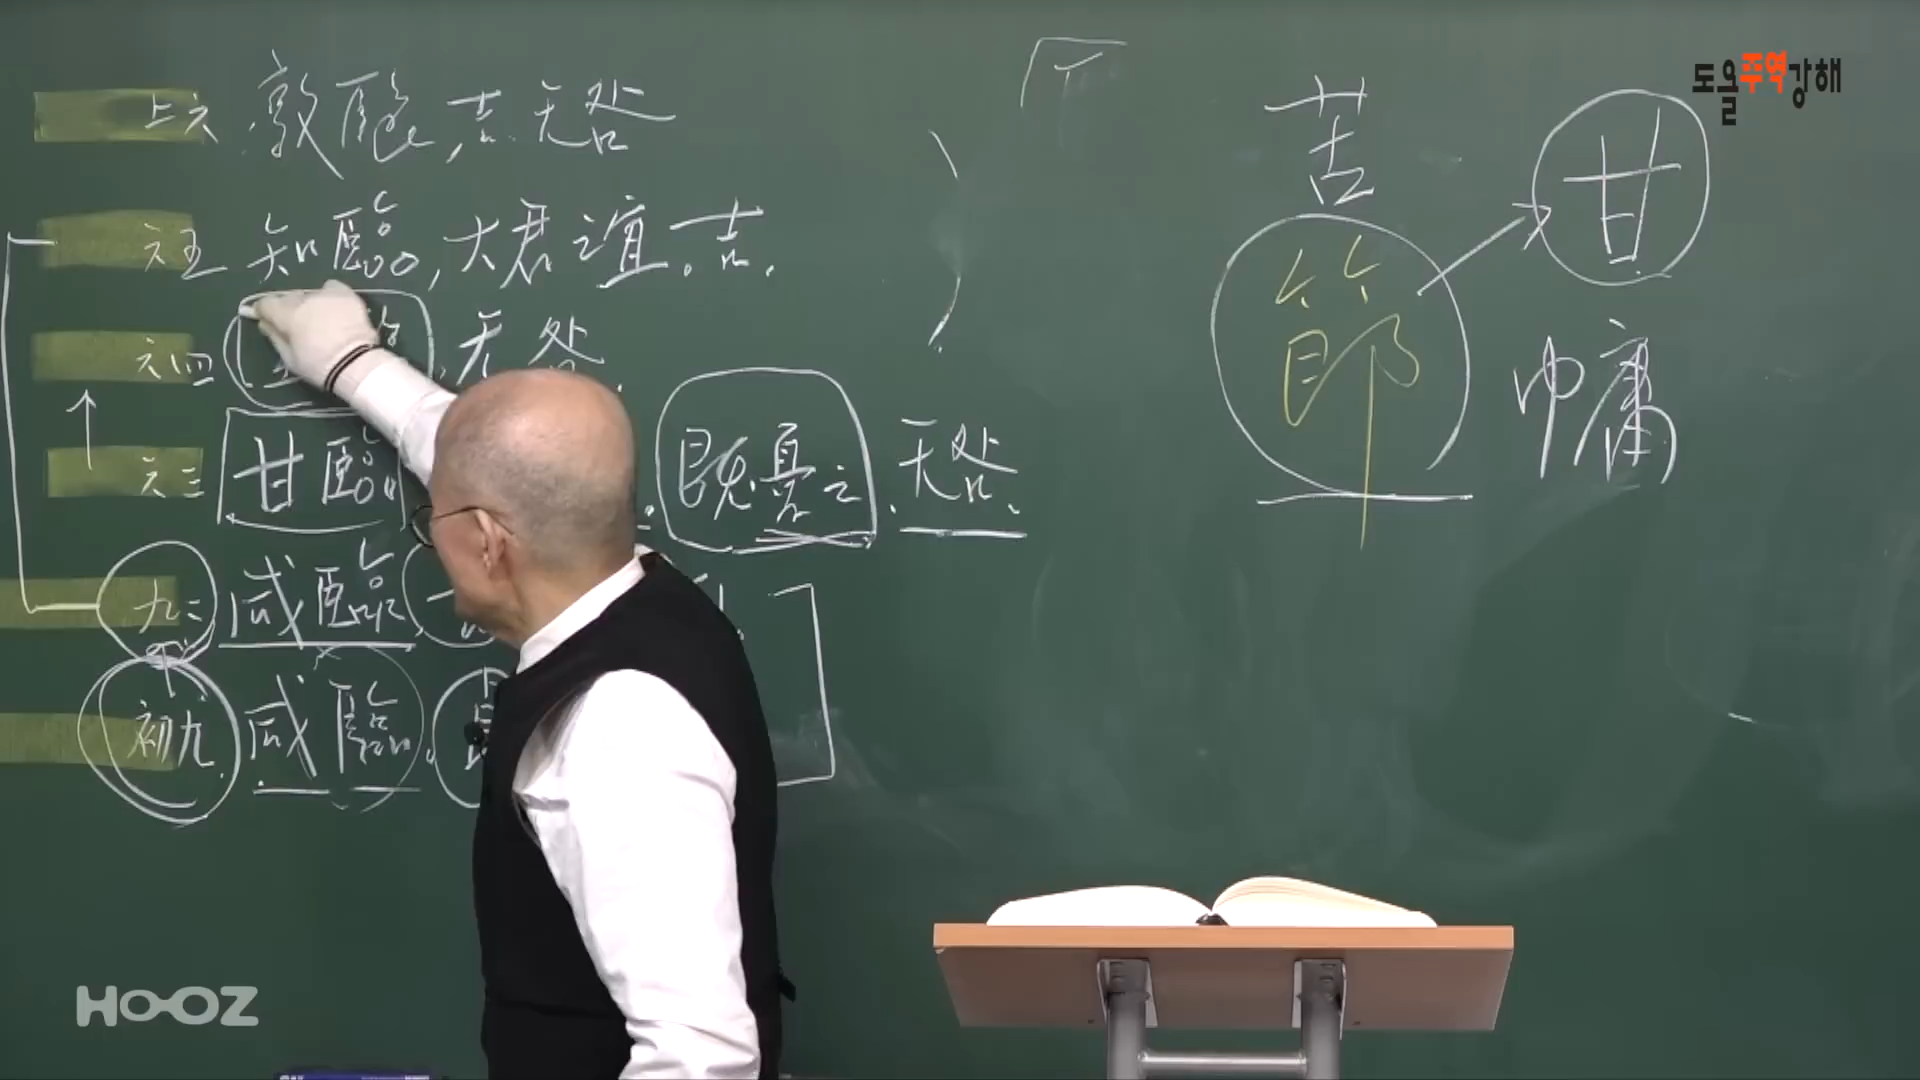 도올주역강해
上六 敦臨, 吉. 无咎
六五 知臨, 大君之宜. 吉.
六四 无咎.
六三 甘臨 既憂之. 无咎.
九二 咸臨,
初九 咸臨.
苦
節
甘
中庸
HOOZ